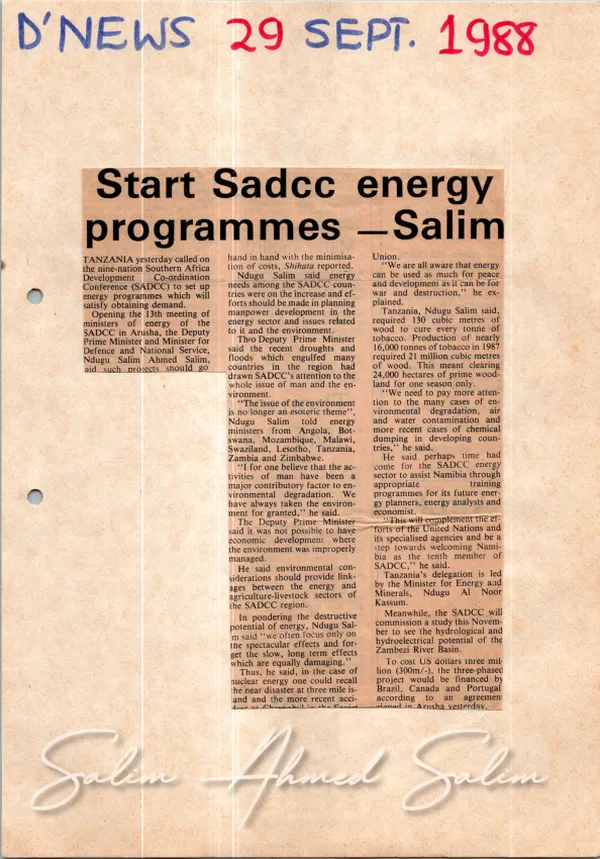 D'NEWS 29 SEPT. 1988
Start Sadcc energy
programmes — Salim
TANZANIA yesterday called on
the nine-nation Southern Africa
Development Co-ordination
Conference (SADCC) to set up
energy programmes which will
satisfy obtaining demand.
Opening the 13th meeting of
ministers of energy of the
SADCC in Arusha, the Deputy
Prime Minister and Minister for
Defence and National Service,
Ndugu Salim Ahmed Salim,
aid such projects should go
hand in hand with the minimisa-
tion of costs, Shihata reported.
Ndugu Salim said energy
needs among the SADCC coun-
tries were on the increase and ef-
forts should be made in planning
manpower development in the
energy sector and issues related
to it and the environment.
The Deputy Prime Minister
said the recent droughts and
floods which engulfed many
countries in the region had
drawn SADCC's attention to the
whole issue of man and the en-
vironment.
"The issue of the environment
is no longer an esoteric theme",
Ndugu Salim told energy
ministers from Angola, Bot-
swana, Mozambique, Malawi,
Swaziland, Lesotho, Tanzania,
Zambia and Zimbabwe.
"I for one believe that the ac-
tivities of man have been a
major contributory factor to en-
vironmental degradation. We
have always taken the environ-
ment for granted," he said.
The Deputy Prime Minister
said it was not possible to have
economic development where
the environment was improperly
managed.
He said environmental con-
siderations should provide link-
ages between the energy and
agriculture-livestock sectors of
the SADCC region.
In pondering the destructive
potential of energy, Ndugu Sal-
m said "we often focus only on
the spectacular effects and for-
get the slow, long term effects
which are equally damaging."
Thus, he said, in the case of
nuclear energy one could recall
the near disaster at three mile is-
and and the more recent acci-
dent at Chernobyl in the Soviet
Union.
"We are all aware that energy
can be used as much for peace
and development as it can be for
war and destruction," he ex-
plained.
Tanzania, Ndugu Salim said,
required 130 cubic metres of
wood to cure every tonne of
tobacco. Production of nearly
16,000 tonnes of tobacco in 1987
required 21 million cubic metres
of wood. This meant clearing
24,000 hectares of prime wood-
land for one season only.
"We need to pay more atten-
tion to the many cases of en-
vironmental degradation, air
and water contamination and
more recent cases of chemical
dumping in developing coun-
tries," he said.
He said perhaps time had
come for the SADCC energy
sector to assist Namibia through
appropriate training
programmes for its future ener-
gy planners, energy analysts and
economist.
"This will complement the ef-
forts of the United Nations and
its specialised agencies and be a
step towards welcoming Nami-
bia as the tenth member of
SADCC," he said.
Tanzania's delegation is led
by the Minister for Energy and
Minerals, Ndugu Al Noor
Kassum.
Meanwhile, the SADCC will
commission a study this Novem-
ber to see the hydrological and
hydroelectrical potential of the
Zambezi River Basin.
To cost US dollars three mil-
lion (300m/-), the three-phased
project would be financed by
Brazil, Canada and Portugal
according to an agreement
signed in Arusha yesterday.
Salim Ahmed Salim